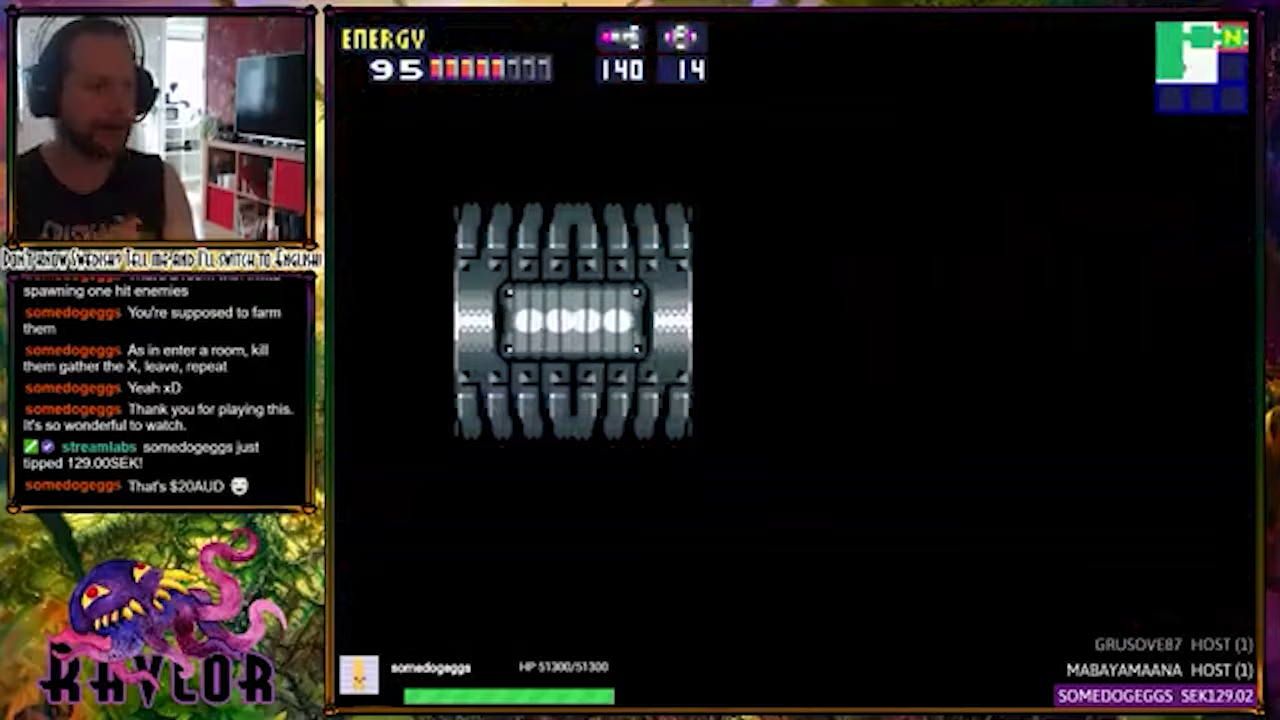 ENERGY
95
140
14
N
DON'T KNOW SWEDISH? TELL ME AND I'LL SWITCH TO ENGLISH!
spawning one hit enemies
somedogeggs You're supposed to farm
them
somedogeggs As in enter a room, kill
them gather the X, leave, repeat
somedogeggs Yeah xD
somedogeggs Thank you for playing this.
It's so wonderful to watch.
streamlabs somedogeggs just
tipped 129.00SEK!
somedogeggs That's $20AUD
RAYLOR
somedogeggs HP 51300/51300
GRUSOVE87 HOST (1)
MABAYAMAANA HOST (1)
SOMEDOGEGGS SEK129.02